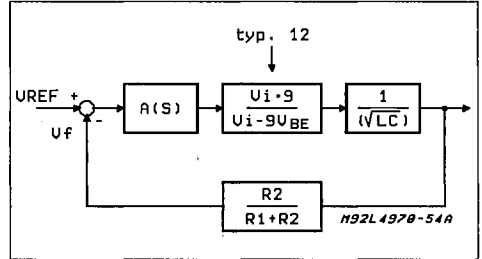 typ. 12
VREF +
Vf
-
A(S)
Vi•9
Vi-9VBE
1
(√LC)
R2
R1+R2
M92L4970-54A